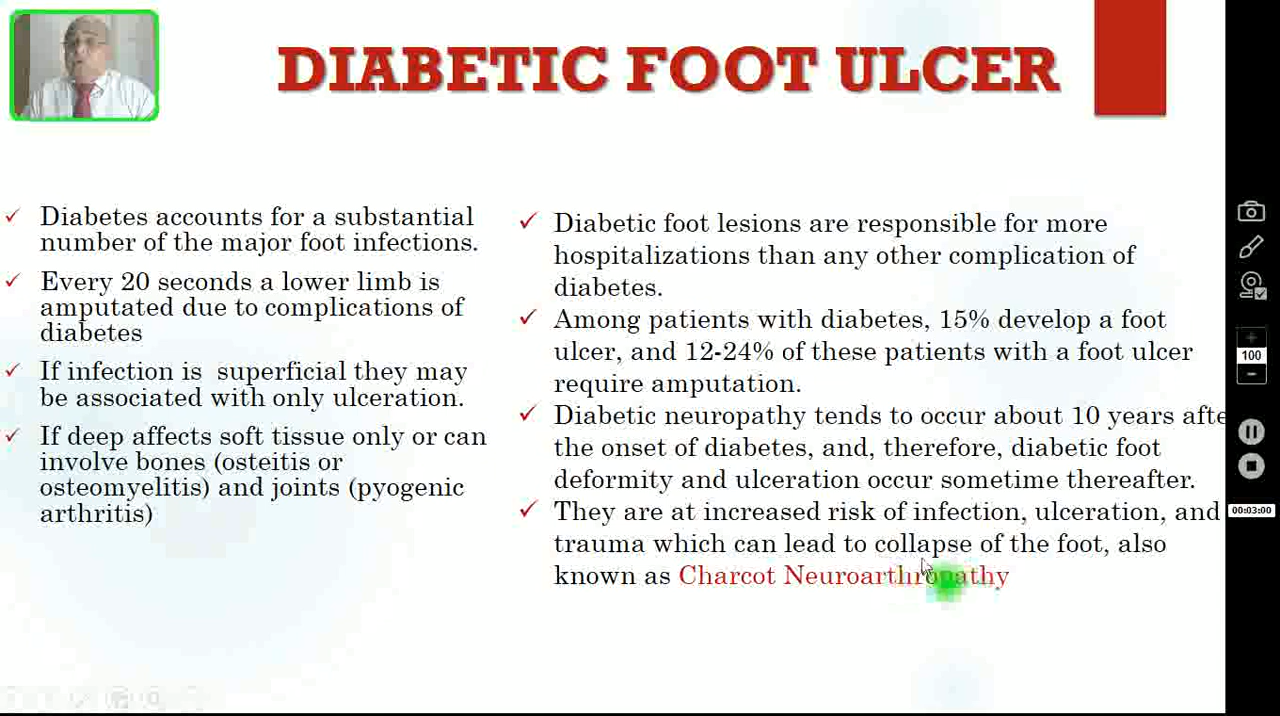 DIABETIC FOOT ULCER
Diabetes accounts for a substantial
number of the major foot infections.
Every 20 seconds a lower limb is
amputated due to complications of
diabetes
If infection is superficial they may
be associated with only ulceration.
If deep affects soft tissue only or can
involve bones (osteitis or
osteomyelitis) and joints (pyogenic
arthritis)
Diabetic foot lesions are responsible for more
hospitalizations than any other complication of
diabetes.
Among patients with diabetes, 15% develop a foot
ulcer, and 12-24% of these patients with a foot ulcer
require amputation.
Diabetic neuropathy tends to occur about 10 years afte
the onset of diabetes, and, therefore, diabetic foot
deformity and ulceration occur sometime thereafter.
They are at increased risk of infection, ulceration, and
trauma which can lead to collapse of the foot, also
known as Charcot Neuroarthropathy
100
00:03:00